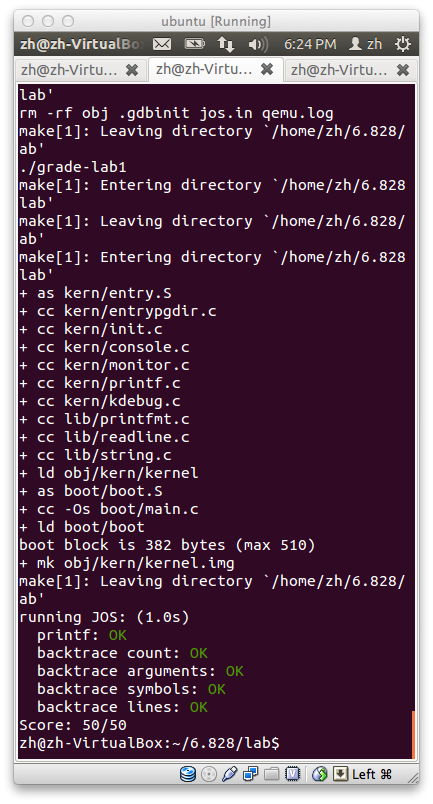 ubuntu [Running]
zh@zh-VirtualBo 6:24 PM zh
zh@zh-Virtu... zh@zh-Virtu... zh@zh-Virtu...
lab'
rm -rf obj .gdbinit jos.in qemu.log
make[1]: Leaving directory `/home/zh/6.828/
ab'
./grade-lab1
make[1]: Entering directory `/home/zh/6.828
lab'
make[1]: Leaving directory `/home/zh/6.828/
ab'
make[1]: Entering directory `/home/zh/6.828
lab'
+ as kern/entry.S
+ cc kern/entrypgdir.c
+ cc kern/init.c
+ cc kern/console.c
+ cc kern/monitor.c
+ cc kern/printf.c
+ cc kern/kdebug.c
+ cc lib/printfmt.c
+ cc lib/readline.c
+ cc lib/string.c
+ ld obj/kern/kernel
+ as boot/boot.S
+ cc -Os boot/main.c
+ ld boot/boot
boot block is 382 bytes (max 510)
+ mk obj/kern/kernel.img
make[1]: Leaving directory `/home/zh/6.828/
ab'
running JOS: (1.0s)
  printf: OK
  backtrace count: OK
  backtrace arguments: OK
  backtrace symbols: OK
  backtrace lines: OK
Score: 50/50
zh@zh-VirtualBox:~/6.828/lab$
Left ⌘